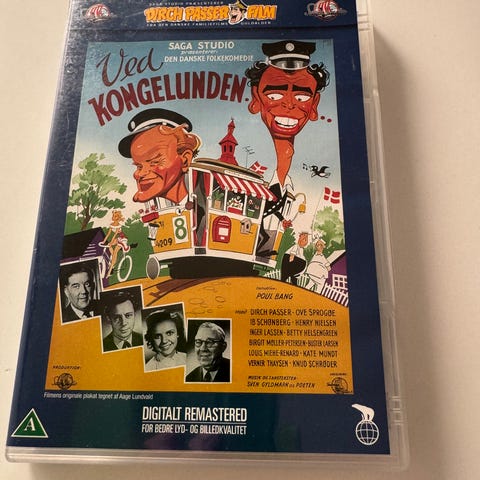 SAGA STUDIO PRÆSENTERER
DIRCH PASSER FILM
FRA DEN DANSKE FAMILIEFILMS GULDALDER
SAGA STUDIO
præsenterer:
DEN DANSKE FOLKEKOMEDIE
Ved
KONGELUNDEN...
8
4209
Instruktion:
POUL BANG
DIRCH PASSER - OVE SPROGØE
IB SCHØNBERG - HENRY NIELSEN
INGER LASSEN - BETTY HELSENGREEN
BIRGIT MØLLER-PETERSEN - BUSTER LARSEN
LOUIS MIEHE-RENARD - KATE MUNDT
VERNER THAYSEN - KNUD SCHRØDER
MUSIK OG SANGTEKSTER:
SVEN GYLDMARK OG POETEN
PRODUKTION:
Filmens originale plakat tegnet af Aage Lundvald
A
DIGITALT REMASTERED
FOR BEDRE LYD- OG BILLEDKVALITET